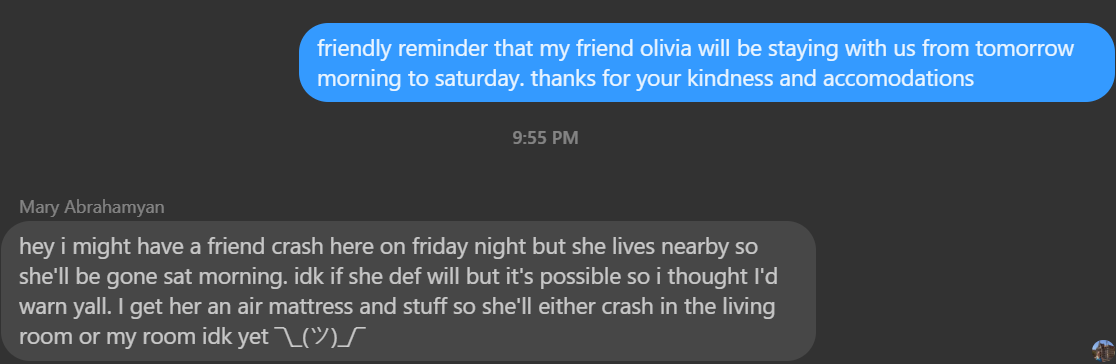 friendly reminder that my friend olivia will be staying with us from tomorrow
morning to saturday. thanks for your kindness and accomodations
9:55 PM
Mary Abrahamyan
hey i might have a friend crash here on friday night but she lives nearby so
she'll be gone sat morning. idk if she def will but it's possible so i thought I'd
warn yall. I get her an air mattress and stuff so she'll either crash in the living
room or my room idk yet ¯\_(ツ)_/¯